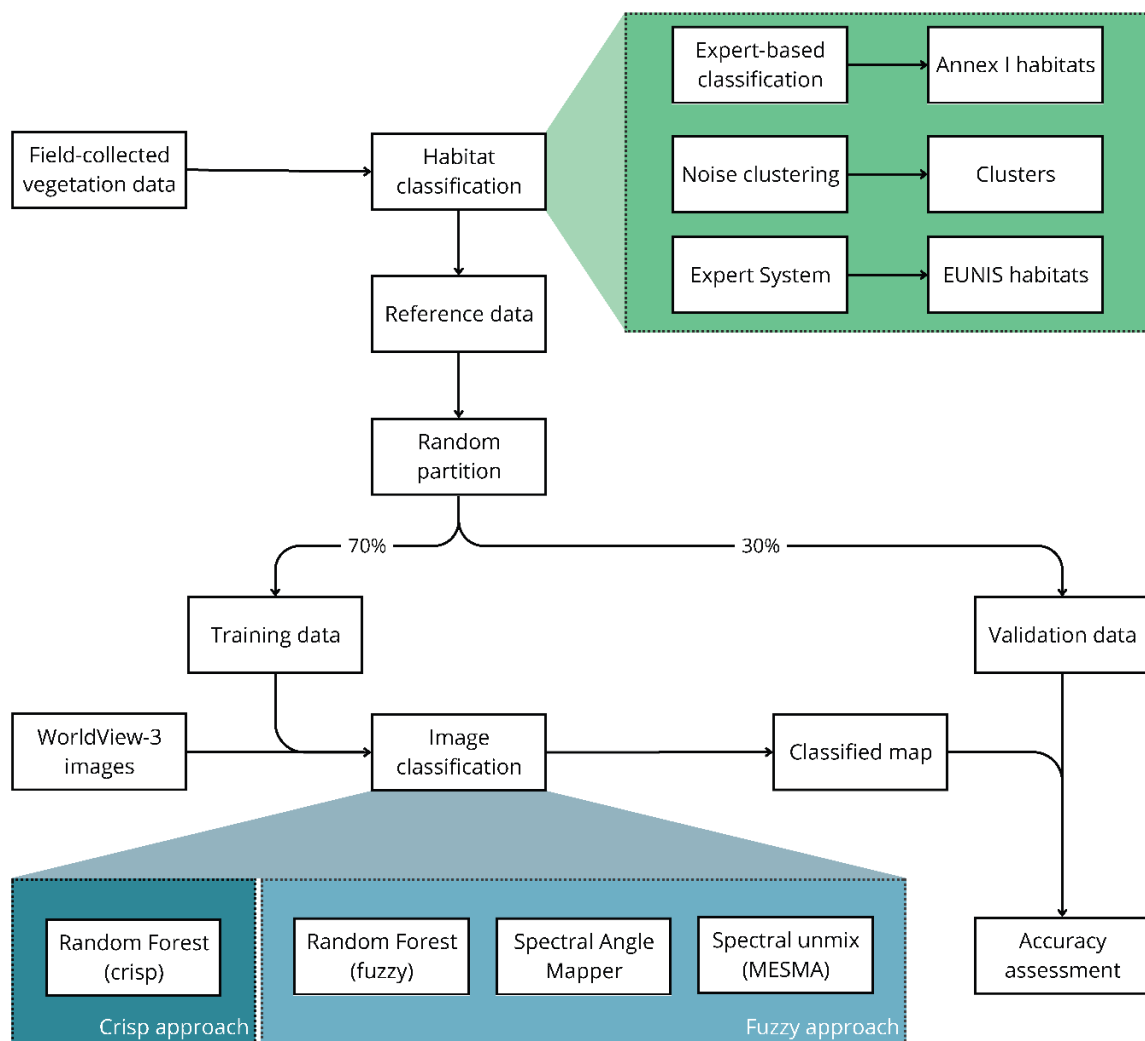 Expert-based
classification
Annex I habitats
Field-collected
vegetation data
Habitat
classification
Noise clustering
Clusters
Expert System
EUNIS habitats
Reference data
Random
partition
70%
30%
Training data
Validation data
WorldView-3
images
Image
classification
Classified map
Random Forest
(crisp)
Crisp approach
Random Forest
(fuzzy)
Spectral Angle
Mapper
Spectral unmix
(MESMA)
Fuzzy approach
Accuracy
assessment